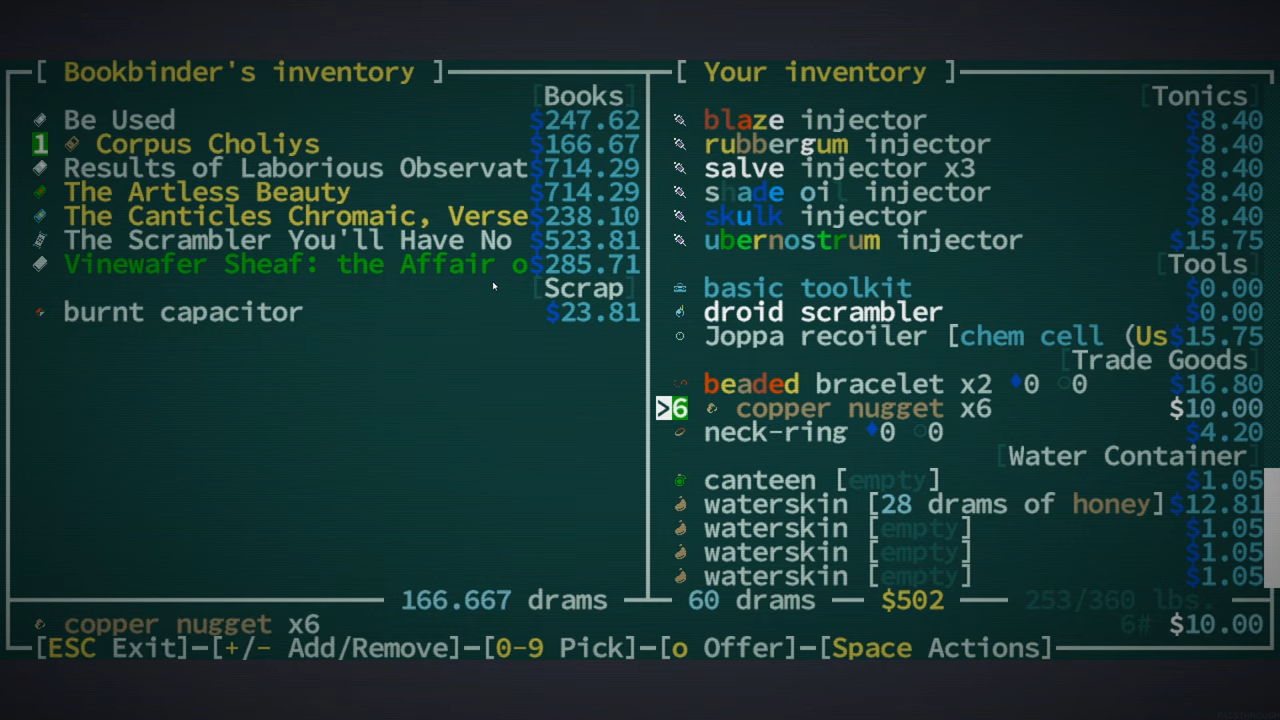 [ Bookbinder's inventory ]
[Books]
Be Used $247.62
1 Corpus Choliys $166.67
Results of Laborious Observat $714.29
The Artless Beauty $714.29
The Canticles Chromaic, Verse $238.10
The Scrambler You'll Have No $523.81
Vinewafer Sheaf: the Affair o $285.71
[Scrap]
burnt capacitor $23.81
166.667 drams
[ Your inventory ]
[Tonics]
blaze injector $8.40
rubbergum injector $8.40
salve injector x3 $8.40
shade oil injector $8.40
skulk injector $8.40
ubernostrum injector $15.75
[Tools]
basic toolkit $0.00
droid scrambler $0.00
Joppa recoiler [chem cell (Us $15.75
[Trade Goods]
beaded bracelet x2 ♦0 ○0 $16.80
>6 copper nugget x6 $10.00
neck-ring ♦0 ○0 $4.20
[Water Container]
canteen [empty] $1.05
waterskin [28 drams of honey] $12.81
waterskin [empty] $1.05
waterskin [empty] $1.05
waterskin [empty] $1.05
60 drams — $502 — 253/360 lbs.
copper nugget x6 6# $10.00
[ESC Exit]—[+/- Add/Remove]—[0-9 Pick]—[o Offer]—[Space Actions]